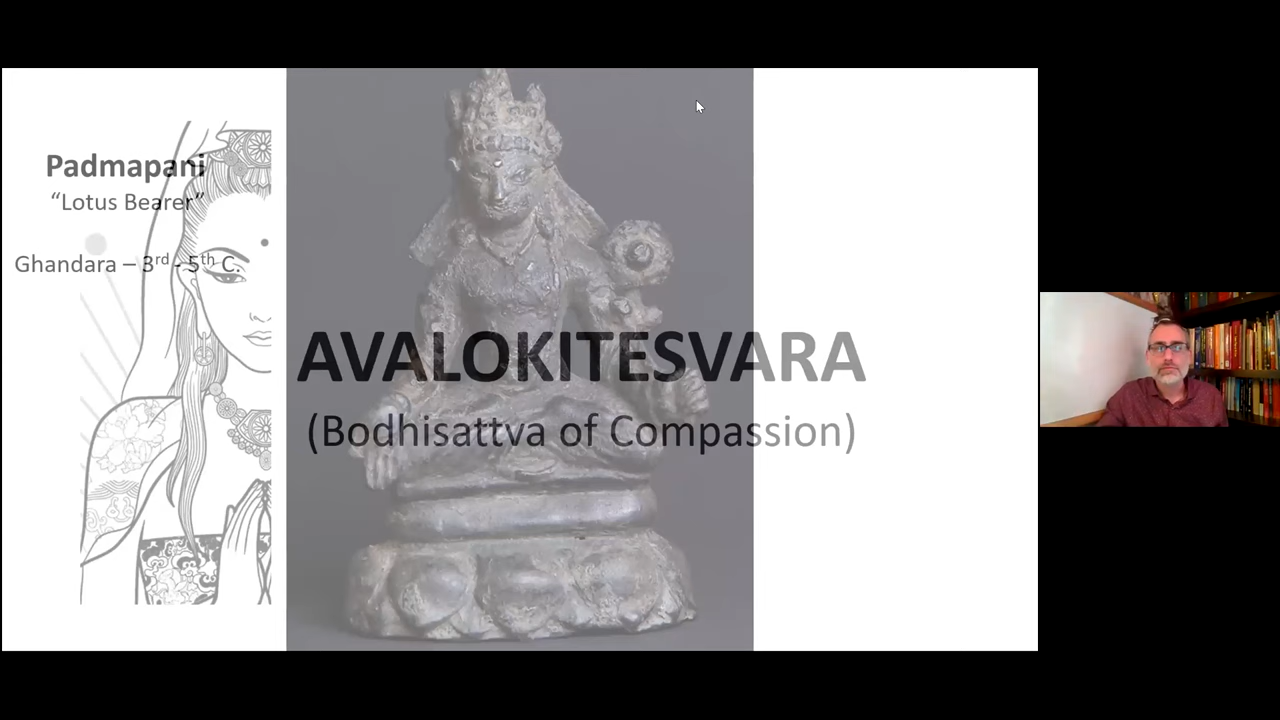 Padmapani
“Lotus Bearer”
Ghandara – 3rd - 5th C.
AVALOKITESVARA
(Bodhisattva of Compassion)